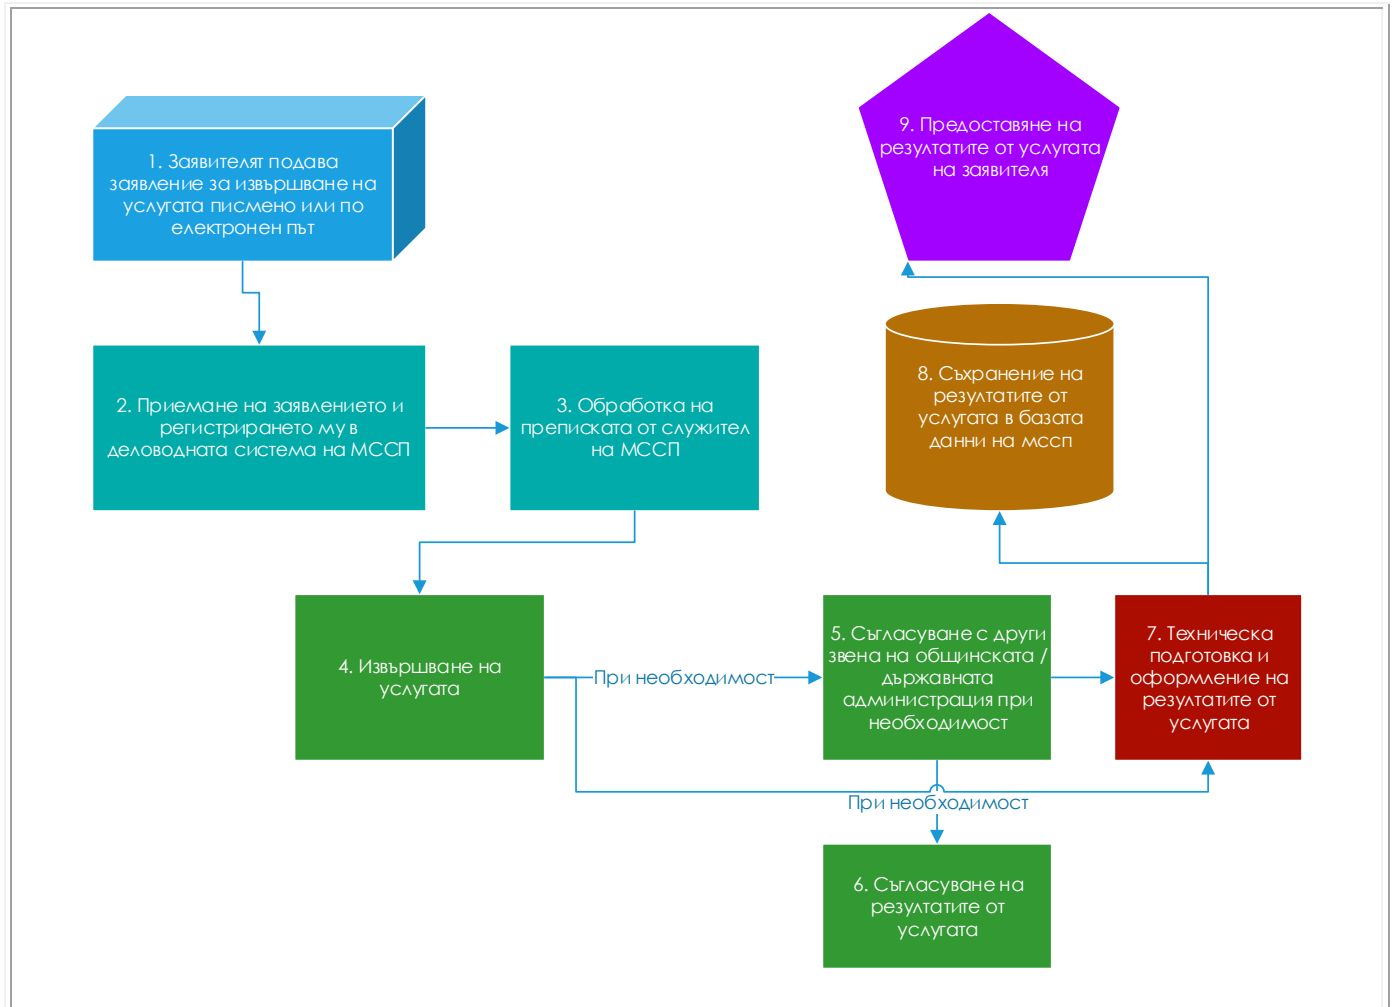 1. Заявителят подава
заявление за извършване на
услугата писмено или по
електронен път
2. Приемане на заявлението и
регистрирането му в
деловодната система на МССП
3. Обработка на
преписката от служител
на МССП
4. Извършване на
услугата
При необходимост
5. Съгласуване с други
звена на общинската /
държавната
администрация при
необходимост
При необходимост
6. Съгласуване на
резултатите от
услугата
7. Техническа
подготовка и
оформление на
резултатите от
услугата
8. Съхранение на
резултатите от
услугата в базата
данни на мссп
9. Предоставяне на
резултатите от услугата
на заявителя